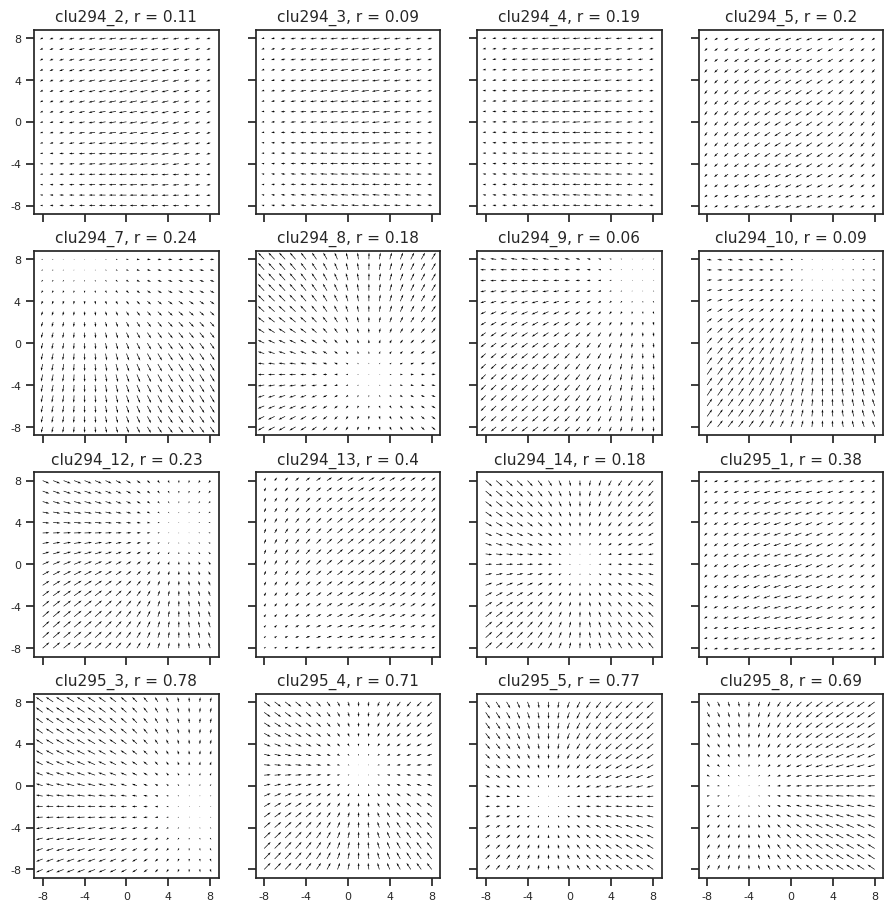 clu294_2, r = 0.11
clu294_3, r = 0.09
clu294_4, r = 0.19
clu294_5, r = 0.2
8
4
0
-4
-8
clu294_7, r = 0.24
clu294_8, r = 0.18
clu294_9, r = 0.06
clu294_10, r = 0.09
8
4
0
-4
-8
clu294_12, r = 0.23
clu294_13, r = 0.4
clu294_14, r = 0.18
clu295_1, r = 0.38
8
4
0
-4
-8
clu295_3, r = 0.78
clu295_4, r = 0.71
clu295_5, r = 0.77
clu295_8, r = 0.69
8
4
0
-4
-8
-8 -4 0 4 8
-8 -4 0 4 8
-8 -4 0 4 8
-8 -4 0 4 8